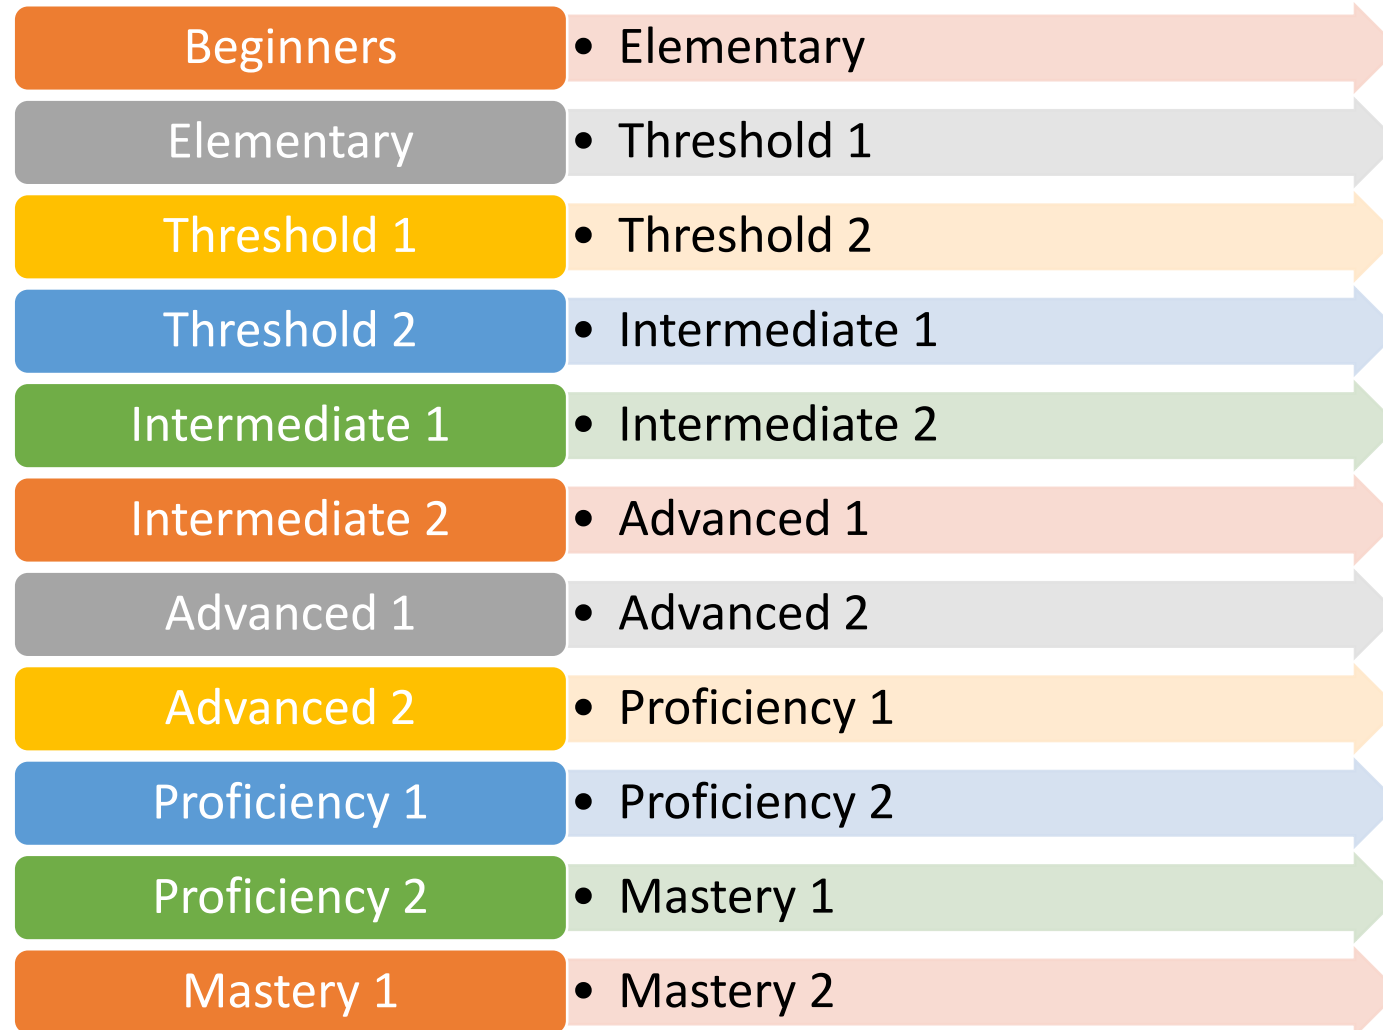 Beginners • Elementary
Elementary • Threshold 1
Threshold 1 • Threshold 2
Threshold 2 • Intermediate 1
Intermediate 1 • Intermediate 2
Intermediate 2 • Advanced 1
Advanced 1 • Advanced 2
Advanced 2 • Proficiency 1
Proficiency 1 • Proficiency 2
Proficiency 2 • Mastery 1
Mastery 1 • Mastery 2